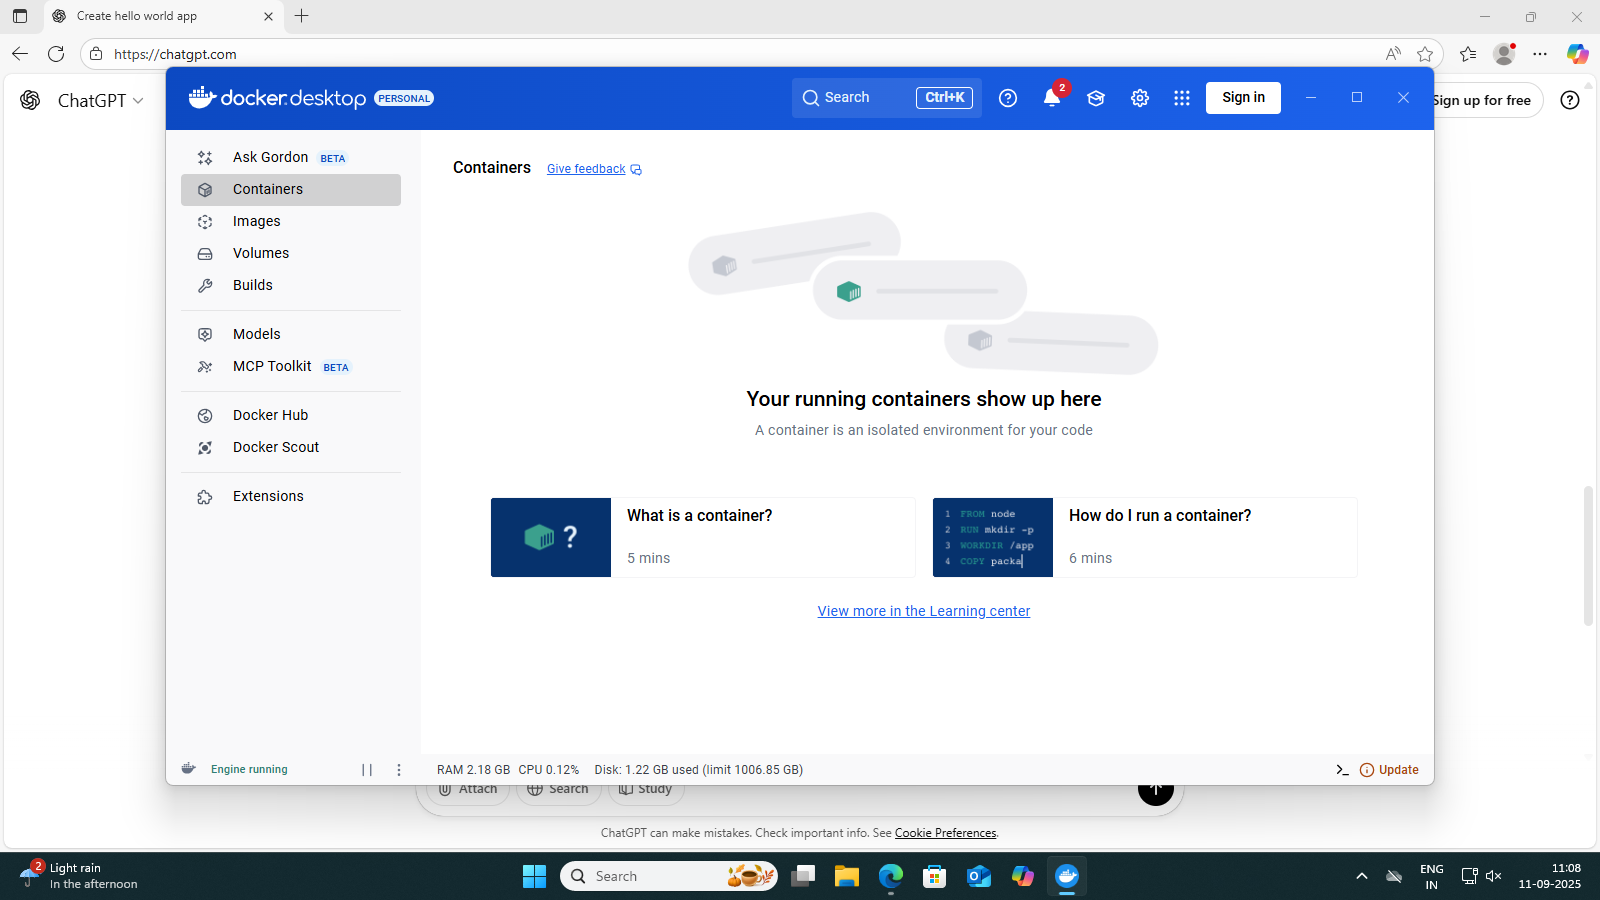 Create hello world app
https://chatgpt.com
ChatGPT
Sign up for free
docker.desktop PERSONAL
Search Ctrl+K
2
Sign in
Ask Gordon BETA
Containers
Images
Volumes
Builds
Models
MCP Toolkit BETA
Docker Hub
Docker Scout
Extensions
Containers Give feedback
Your running containers show up here
A container is an isolated environment for your code
?
What is a container?
5 mins
1 FROM node
2 RUN mkdir -p
3 WORKDIR /app
4 COPY packa
How do I run a container?
6 mins
View more in the Learning center
Engine running
RAM 2.18 GB CPU 0.12% Disk: 1.22 GB used (limit 1006.85 GB)
Update
Attach
Search
Study
ChatGPT can make mistakes. Check important info. See Cookie Preferences.
2
Light rain
In the afternoon
Search
ENG
IN
11:08
11-09-2025